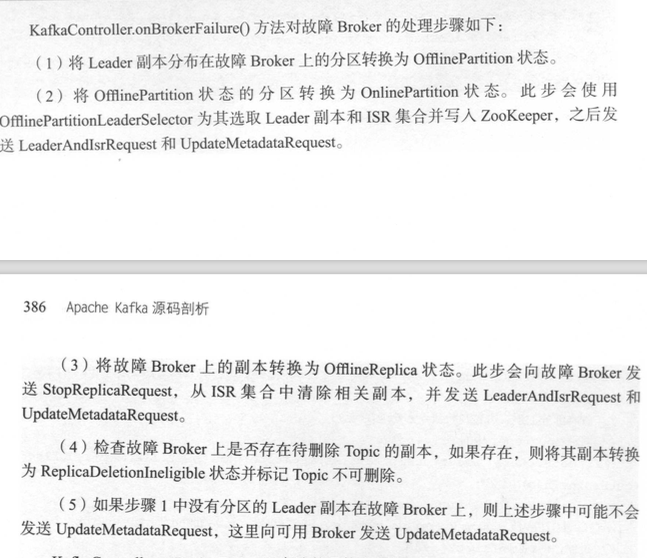 KafkaController.onBrokerFailure() 方法对故障 Broker 的处理步骤如下：
（1）将 Leader 副本分布在故障 Broker 上的分区转换为 OfflinePartition 状态。
（2）将 OfflinePartition 状态的分区转换为 OnlinePartition 状态。此步会使用
OfflinePartitionLeaderSelector 为其选取 Leader 副本和 ISR 集合并写入 ZooKeeper，之后发
送 LeaderAndIsrRequest 和 UpdateMetadataRequest。
386 Apache Kafka 源码剖析
（3）将故障 Broker 上的副本转换为 OfflineReplica 状态。此步会向故障 Broker 发
送 StopReplicaRequest，从 ISR 集合中清除相关副本，并发送 LeaderAndIsrRequest 和
UpdateMetadataRequest。
（4）检查故障 Broker 上是否存在待删除 Topic 的副本，如果存在，则将其副本转换
为 ReplicaDeletionIneligible 状态并标记 Topic 不可删除。
（5）如果步骤 1 中没有分区的 Leader 副本在故障 Broker 上，则上述步骤中可能不会
发送 UpdateMetadataRequest，这里向可用 Broker 发送 UpdateMetadataRequest。